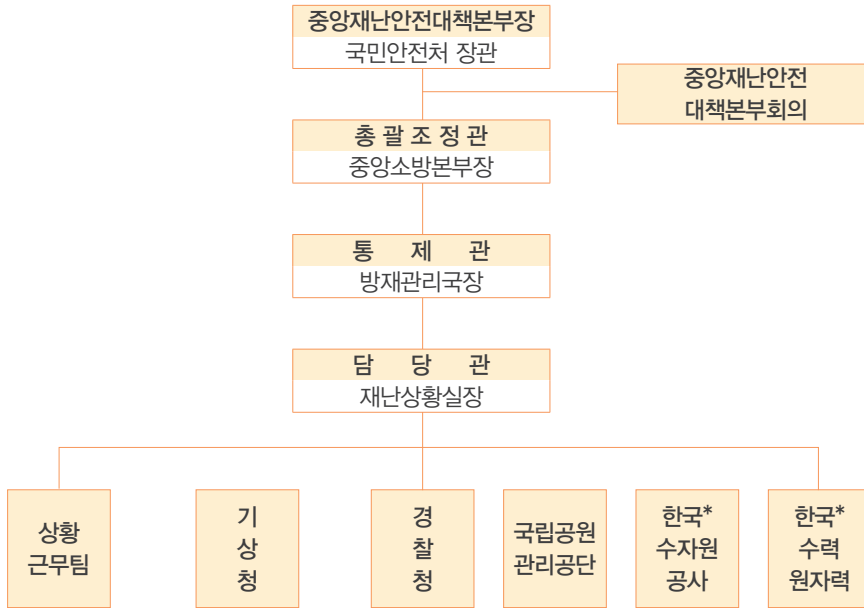 중앙재난안전대책본부장
국민안전처 장관
중앙재난안전
대책본부회의
총 괄 조 정 관
중앙소방본부장
통 제 관
방재관리국장
담 당 관
재난상황실장
상황
근무팀
기
상
청
경
찰
청
국립공원
관리공단
한국*
수자원
공사
한국*
수력
원자력